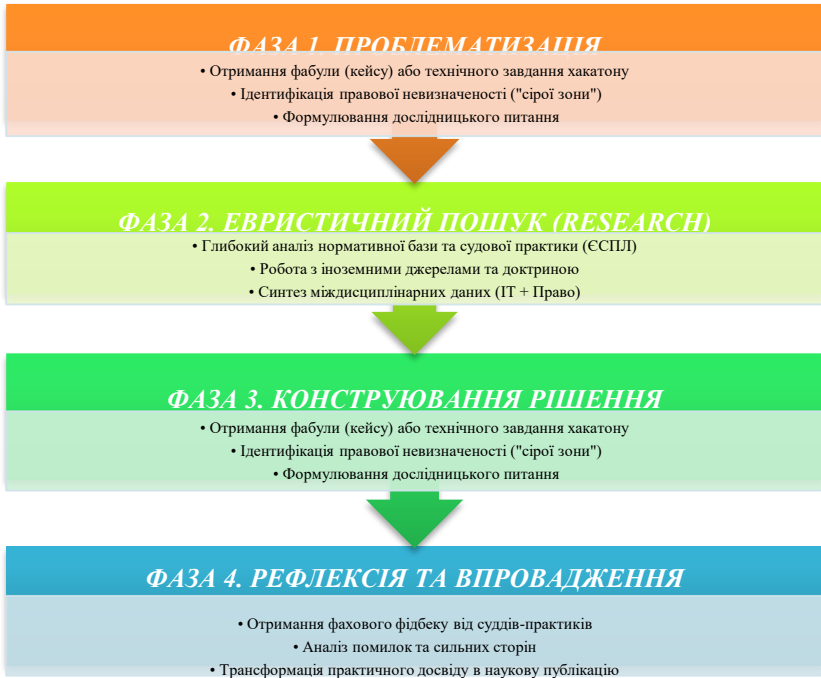 ФАЗА 1. ПРОБЛЕМАТИЗАЦІЯ
• Отримання фабули (кейсу) або технічного завдання хакатону
• Ідентифікація правової невизначеності ("сірої зони")
• Формулювання дослідницького питання
ФАЗА 2. ЕВРИСТИЧНИЙ ПОШУК (RESEARCH)
• Глибокий аналіз нормативної бази та судової практики (ЄСПЛ)
• Робота з іноземними джерелами та доктриною
• Синтез міждисциплінарних даних (ІТ + Право)
ФАЗА 3. КОНСТРУЮВАННЯ РІШЕННЯ
• Отримання фабули (кейсу) або технічного завдання хакатону
• Ідентифікація правової невизначеності ("сірої зони")
• Формулювання дослідницького питання
ФАЗА 4. РЕФЛЕКСІЯ ТА ВПРОВАДЖЕННЯ
• Отримання фахового фідбеку від суддів-практиків
• Аналіз помилок та сильних сторін
• Трансформація практичного досвіду в наукову публікацію